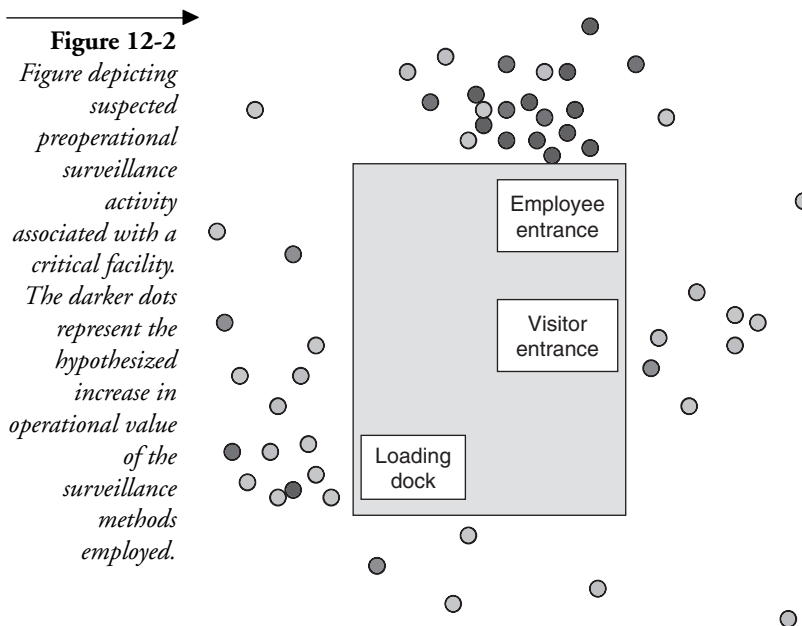 Figure 12-2
Figure depicting
suspected
preoperational
surveillance
activity
associated with a
critical facility.
The darker dots
represent the
hypothesized
increase in
operational value
of the
surveillance
methods
employed.
Employee
entrance
Visitor
entrance
Loading
dock